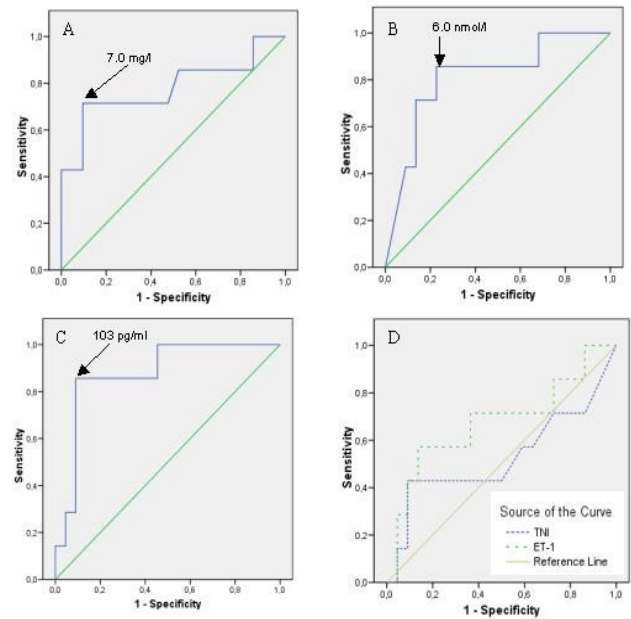 A
7.0 mg/l
Sensitivity
1,0
0,8
0,6
0,4
0,2
0,0
0,0 0,2 0,4 0,6 0,8 1,0
1 - Specificity
B
6.0 nmol/l
Sensitivity
1,0
0,8
0,6
0,4
0,2
0,0
0,0 0,2 0,4 0,6 0,8 1,0
1 - Specificity
C
103 pg/ml
Sensitivity
1,0
0,8
0,6
0,4
0,2
0,0
0,0 0,2 0,4 0,6 0,8 1,0
1 - Specificity
D
Sensitivity
1,0
0,8
0,6
0,4
0,2
0,0
0,0 0,2 0,4 0,6 0,8 1,0
1 - Specificity
Source of the Curve
TNI
ET-1
Reference Line